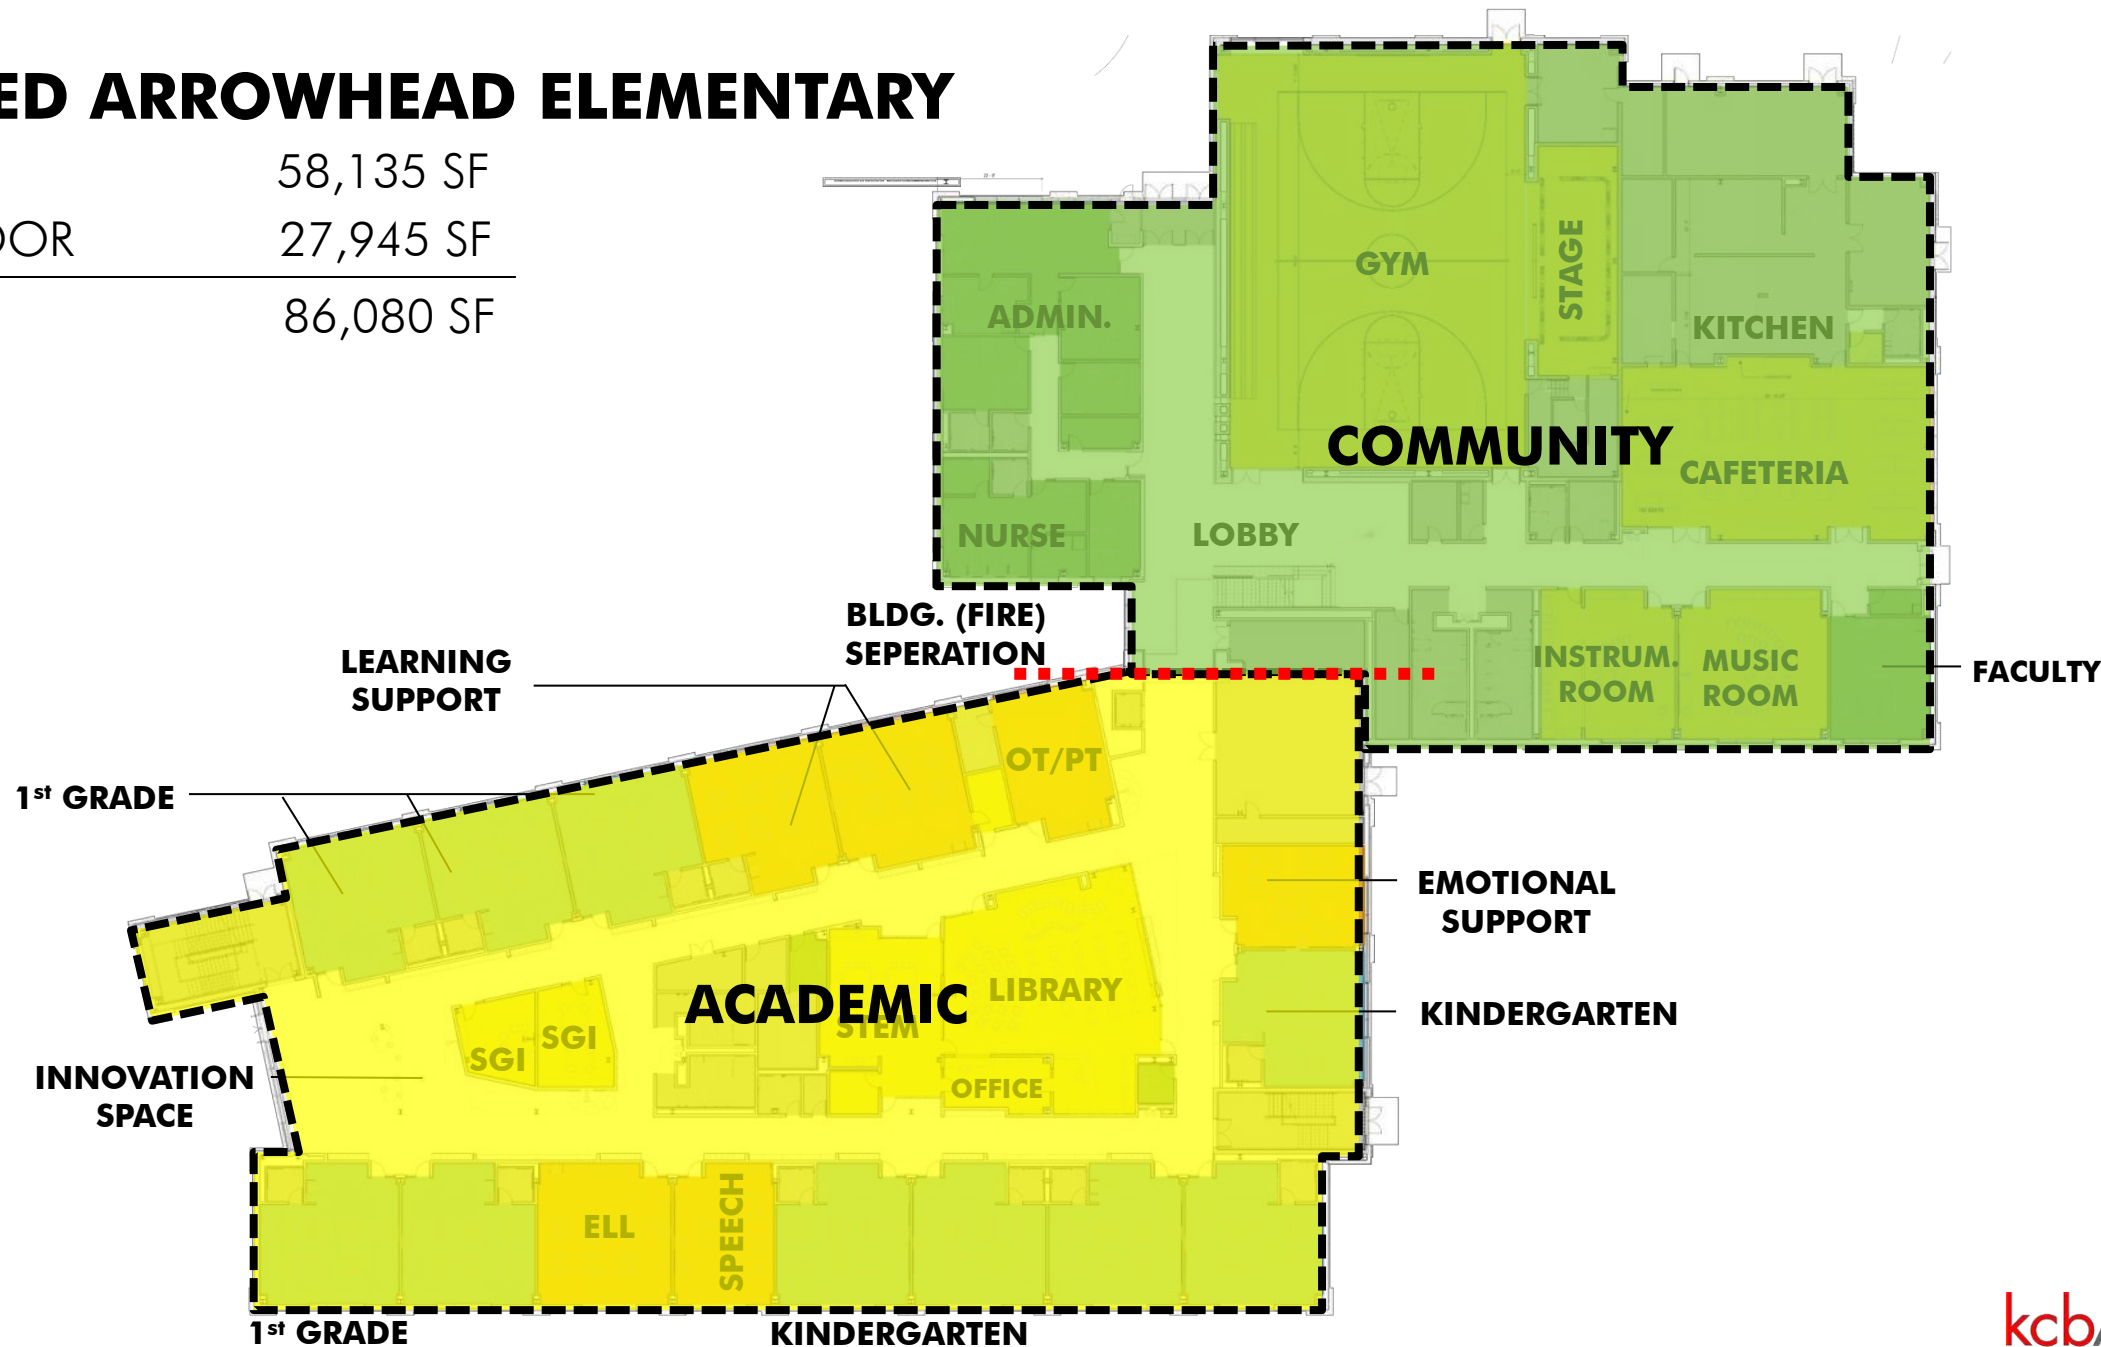 ED ARROWHEAD ELEMENTARY
58,135 SF
OOR 27,945 SF
86,080 SF
GYM
STAGE
ADMIN.
KITCHEN
COMMUNITY
CAFETERIA
NURSE
LOBBY
BLDG. (FIRE)
SEPERATION
LEARNING
SUPPORT
INSTRUM.
ROOM
MUSIC
ROOM
FACULTY
OT/PT
1st GRADE
EMOTIONAL
SUPPORT
LIBRARY
ACADEMIC
STEM
KINDERGARTEN
SGI
SGI
INNOVATION
SPACE
OFFICE
ELL
SPEECH
1st GRADE
KINDERGARTEN
kcb